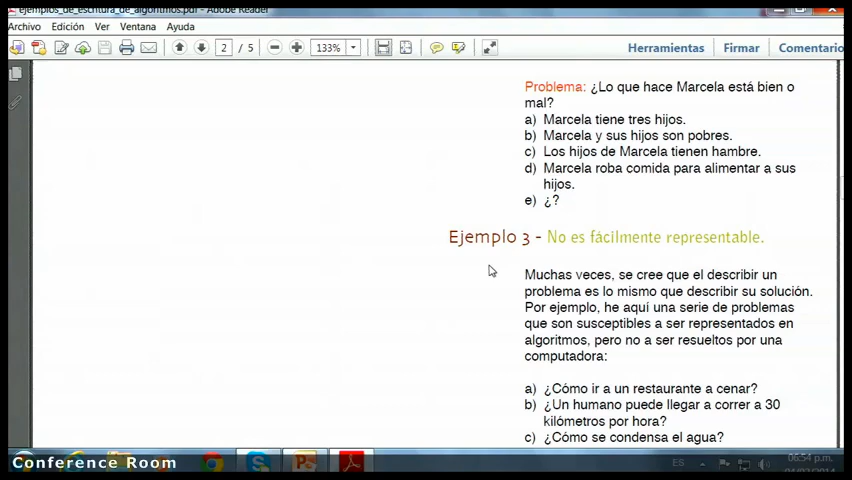 ejemplos_de_escritura_de_algoritmos.pdf - Adobe Reader
Archivo Edición Ver Ventana Ayuda
2 / 5 133% Herramientas Firmar Comentario
Problema: ¿Lo que hace Marcela está bien o
mal?
a) Marcela tiene tres hijos.
b) Marcela y sus hijos son pobres.
c) Los hijos de Marcela tienen hambre.
d) Marcela roba comida para alimentar a sus
hijos.
e) ¿?
Ejemplo 3 - No es fácilmente representable.
Muchas veces, se cree que el describir un
problema es lo mismo que describir su solución.
Por ejemplo, he aquí una serie de problemas
que son susceptibles a ser representados en
algoritmos, pero no a ser resueltos por una
computadora:
a) ¿Cómo ir a un restaurante a cenar?
b) ¿Un humano puede llegar a correr a 30
kilómetros por hora?
c) ¿Cómo se condensa el agua?
Conference Room ES 06:54 p.m.